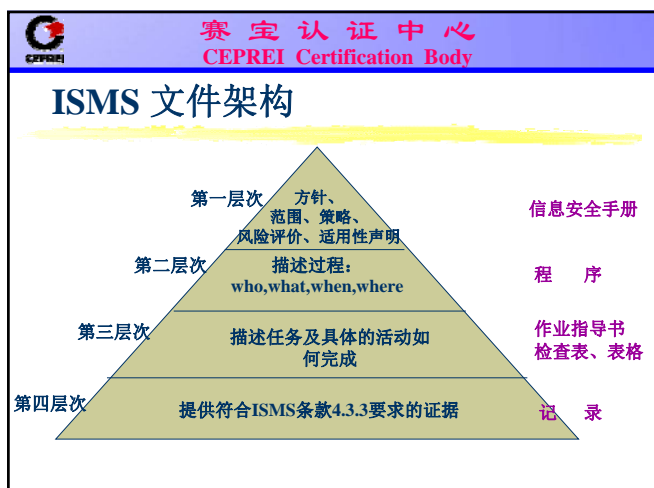 赛宝认证中心
CEPREI Certification Body
CEPREI
ISMS 文件架构
第一层次
方针、
范围、策略、
风险评价、适用性声明
信息安全手册
第二层次
描述过程：
who,what,when,where
程 序
第三层次
描述任务及具体的活动如
何完成
作业指导书
检查表、表格
第四层次
提供符合ISMS条款4.3.3要求的证据
记 录